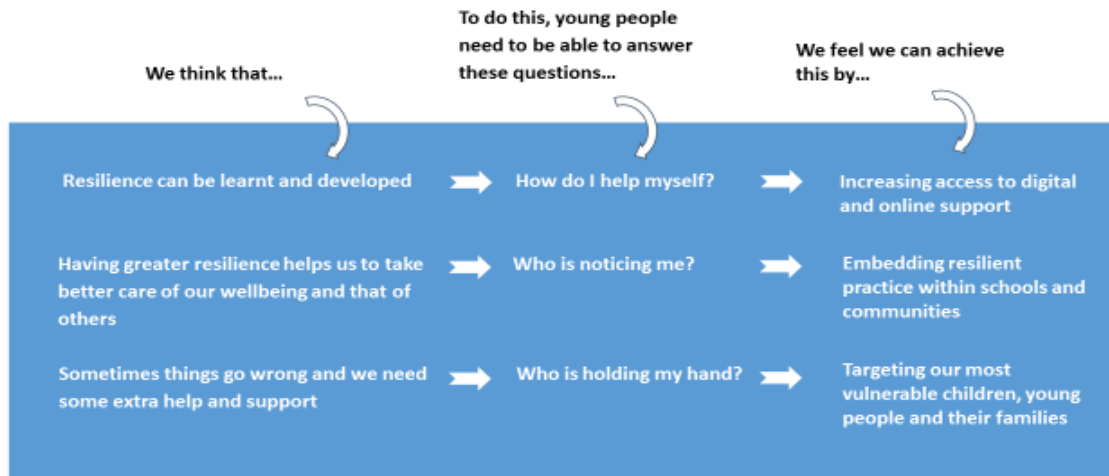 We think that...
To do this, young people
need to be able to answer
these questions...
We feel we can achieve
this by...
Resilience can be learnt and developed
How do I help myself?
Increasing access to digital
and online support
Having greater resilience helps us to take
better care of our wellbeing and that of
others
Who is noticing me?
Embedding resilient
practice within schools and
communities
Sometimes things go wrong and we need
some extra help and support
Who is holding my hand?
Targeting our most
vulnerable children, young
people and their families